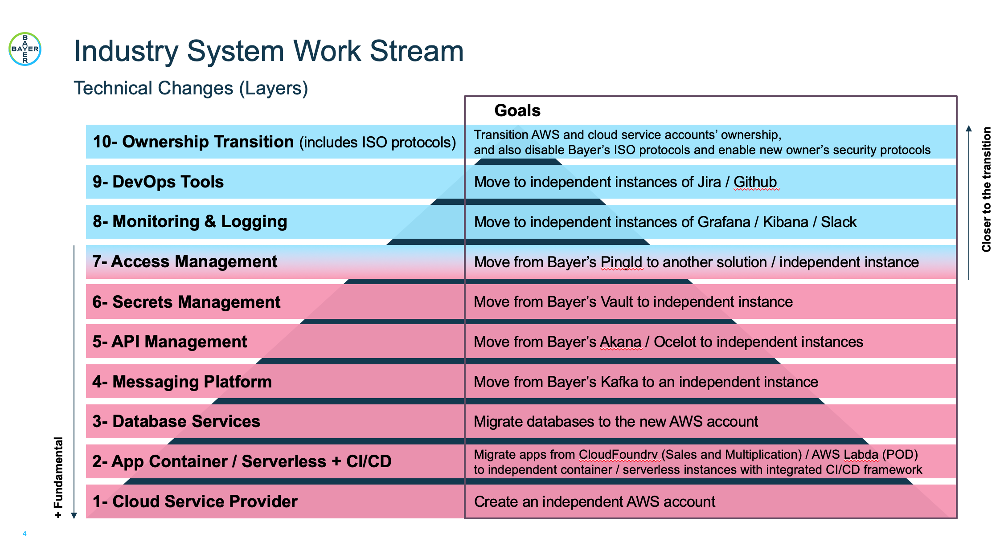 BAYER
BAYER
Industry System Work Stream
Technical Changes (Layers)
Goals
10- Ownership Transition (includes ISO protocols)
Transition AWS and cloud service accounts’ ownership,
and also disable Bayer’s ISO protocols and enable new owner’s security protocols
9- DevOps Tools
Move to independent instances of Jira / Github
8- Monitoring & Logging
Move to independent instances of Grafana / Kibana / Slack
7- Access Management
Move from Bayer’s PingId to another solution / independent instance
6- Secrets Management
Move from Bayer’s Vault to independent instance
5- API Management
Move from Bayer’s Akana / Ocelot to independent instances
4- Messaging Platform
Move from Bayer’s Kafka to an independent instance
3- Database Services
Migrate databases to the new AWS account
2- App Container / Serverless + CI/CD
Migrate apps from CloudFoundry (Sales and Multiplication) / AWS Labda (POD)
to independent container / serverless instances with integrated CI/CD framework
1- Cloud Service Provider
Create an independent AWS account
+ Fundamental
Closer to the transition
4